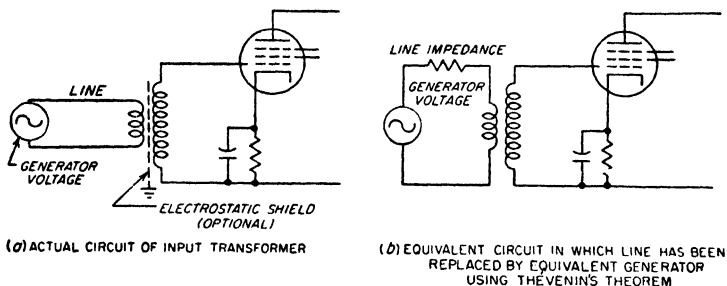 LINE
GENERATOR
VOLTAGE
ELECTROSTATIC SHIELD
(OPTIONAL)
(a) ACTUAL CIRCUIT OF INPUT TRANSFORMER
LINE IMPEDANCE
GENERATOR
VOLTAGE
(b) EQUIVALENT CIRCUIT IN WHICH LINE HAS BEEN
REPLACED BY EQUIVALENT GENERATOR
USING THÉVENIN'S THEOREM